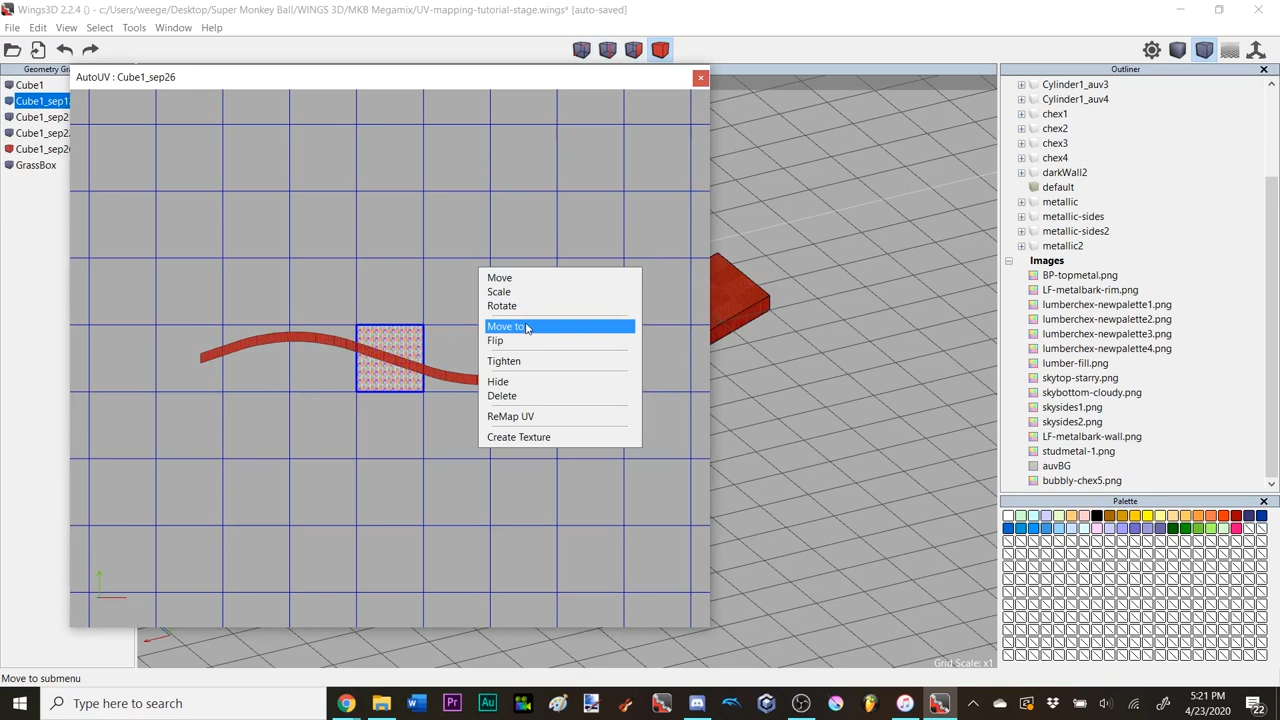 Wings3D 2.2.4 () - c:/Users/weege/Desktop/Super Monkey Ball/WINGS 3D/MKB Megamix/UV-mapping-tutorial-stage.wings* [auto-saved]
File Edit View Select Tools Window Help
Geometry Gr
AutoUV : Cube1_sep26
Outliner
Cube1
Cube1_sep1
Cube1_sep2
Cube1_sep2
Cube1_sep2
GrassBox
Move
Scale
Rotate
Move to
Flip
Tighten
Hide
Delete
ReMap UV
Create Texture
Cylinder1_auv3
Cylinder1_auv4
chex1
chex2
chex3
chex4
darkWall2
default
metallic
metallic-sides
metallic-sides2
metallic2
Images
BP-topmetal.png
LF-metalbark-rim.png
lumberchex-newpalette1.png
lumberchex-newpalette2.png
lumberchex-newpalette3.png
lumberchex-newpalette4.png
lumber-fill.png
skytop-starry.png
skybottom-cloudy.png
skysides1.png
skysides2.png
LF-metalbark-wall.png
studmetal-1.png
auvBG
bubbly-chex5.png
Palette
Grid Scale: x1
Move to submenu
Type here to search
5:21 PM
4/23/2020
22